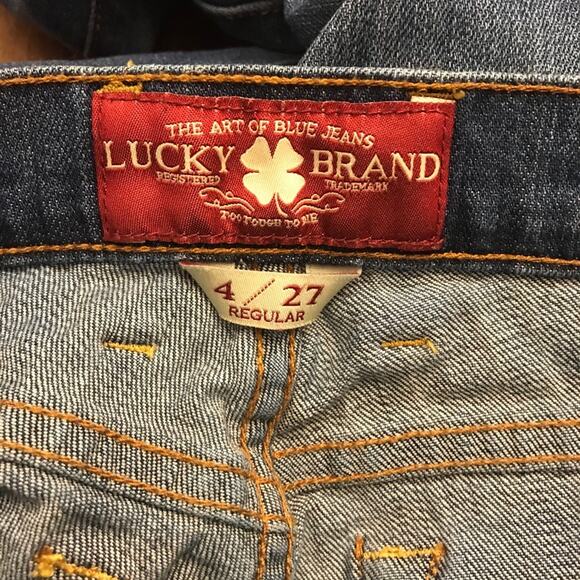 THE ART OF BLUE JEANS
LUCKY BRAND
REGISTERED TRADEMARK
TOO TOUGH TO DIE
4 / 27
REGULAR